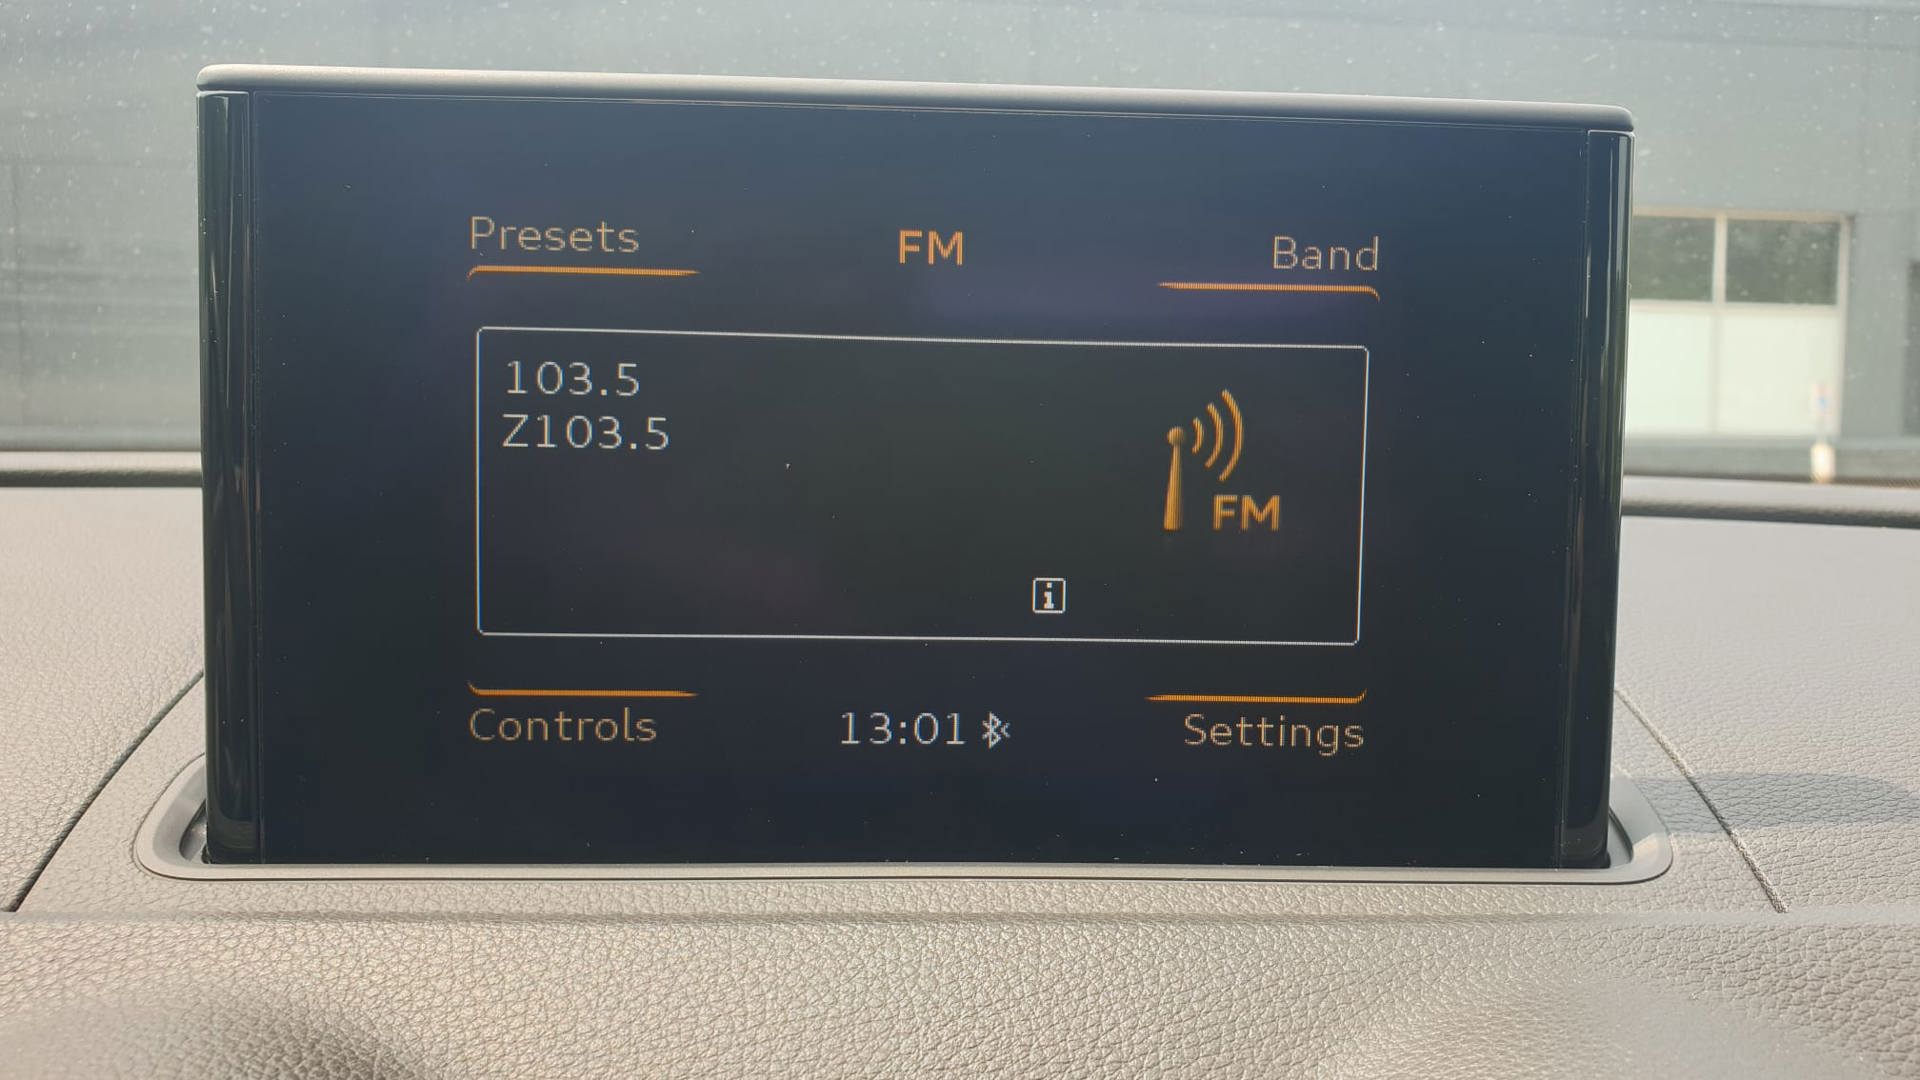 Presets
FM
Band
103.5
Z103.5
FM
i
Controls
13:01
Settings